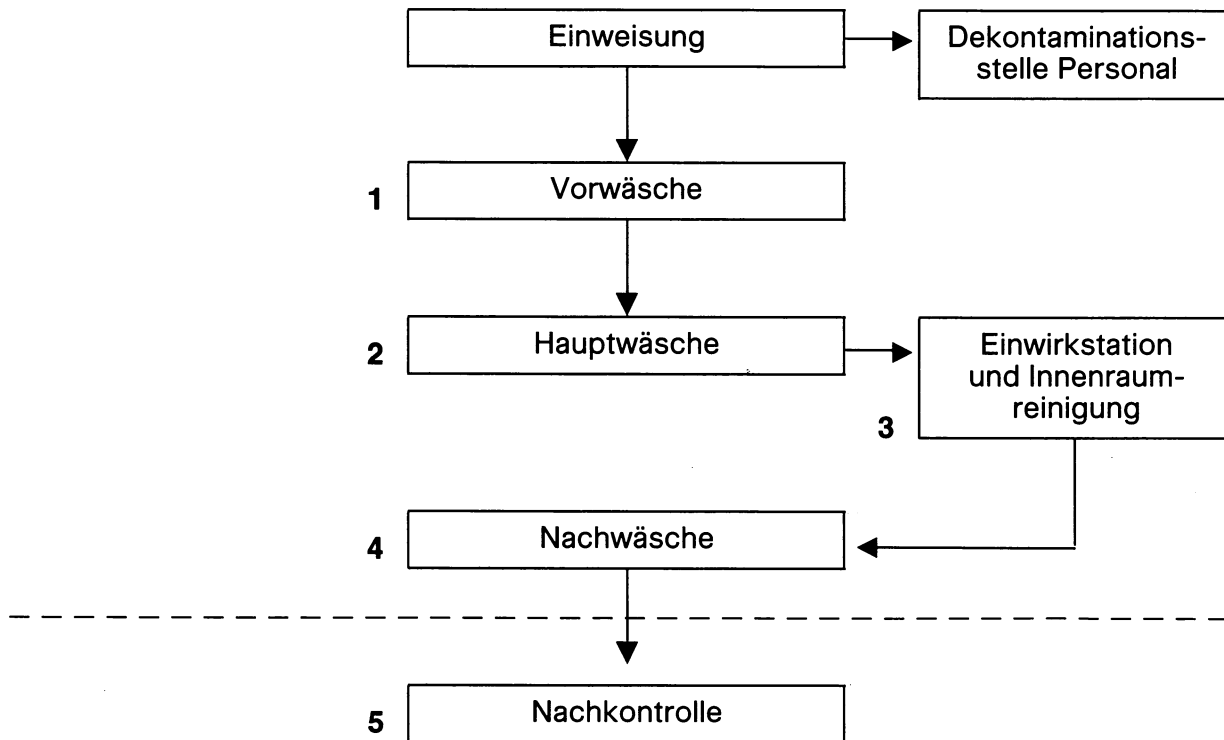 Einweisung
Dekontaminations-
stelle Personal
1 Vorwäsche
2 Hauptwäsche
Einwirkstation
und Innenraum-
reinigung
3
4 Nachwäsche
5 Nachkontrolle